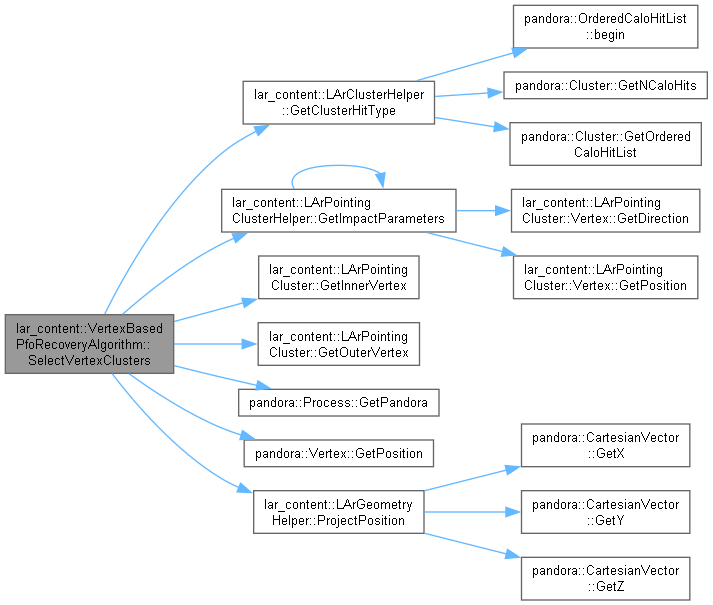 lar_content::VertexBased
PfoRecoveryAlgorithm::
SelectVertexClusters
lar_content::LArClusterHelper
::GetClusterHitType
pandora::OrderedCaloHitList
::begin
pandora::Cluster::GetNCaloHits
pandora::Cluster::GetOrdered
CaloHitList
lar_content::LArPointing
ClusterHelper::GetImpactParameters
lar_content::LArPointing
Cluster::Vertex::GetDirection
lar_content::LArPointing
Cluster::Vertex::GetPosition
lar_content::LArPointing
Cluster::GetInnerVertex
lar_content::LArPointing
Cluster::GetOuterVertex
pandora::Process::GetPandora
pandora::Vertex::GetPosition
lar_content::LArGeometry
Helper::ProjectPosition
pandora::CartesianVector
::GetX
pandora::CartesianVector
::GetY
pandora::CartesianVector
::GetZ